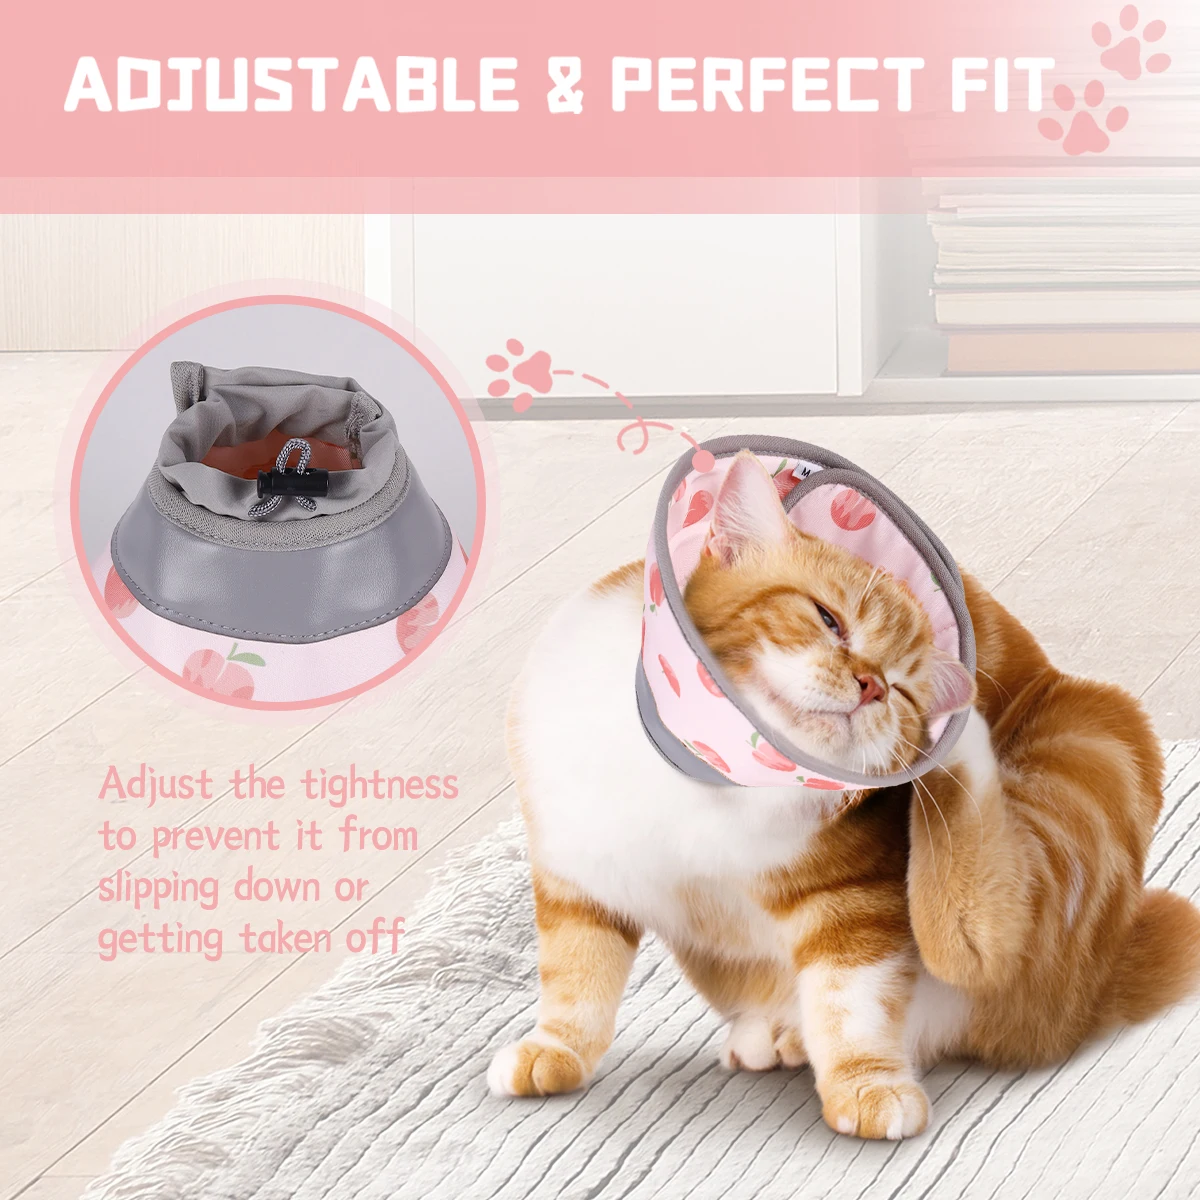 ADJUSTABLE & PERFECT FIT
M
Adjust the tightness
to prevent it from
slipping down or
getting taken off